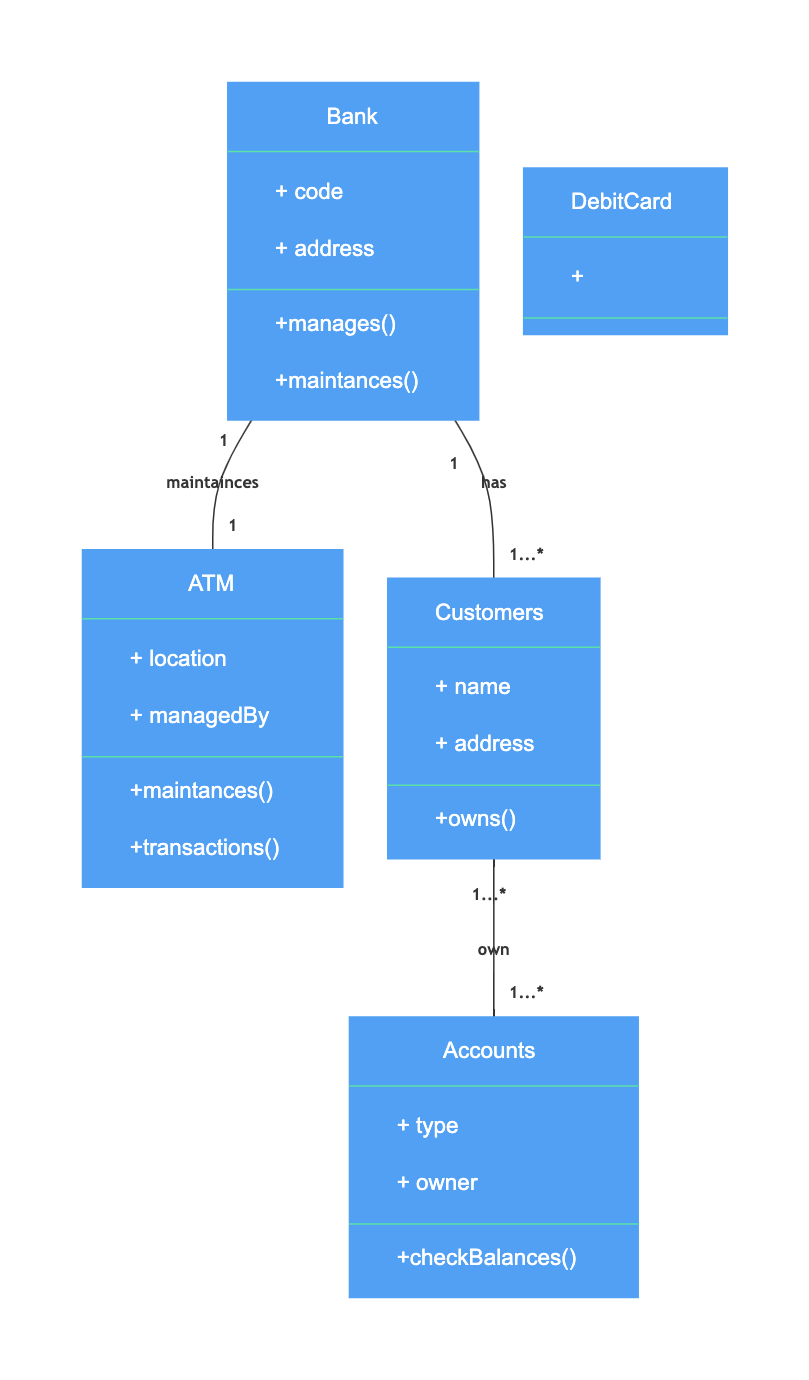 Bank
+ code
+ address
+manages()
+maintances()
DebitCard
+
1
maintainces
1
1
has
1...*
ATM
+ location
+ managedBy
+maintances()
+transactions()
Customers
+ name
+ address
+owns()
1...*
own
1...*
Accounts
+ type
+ owner
+checkBalances()